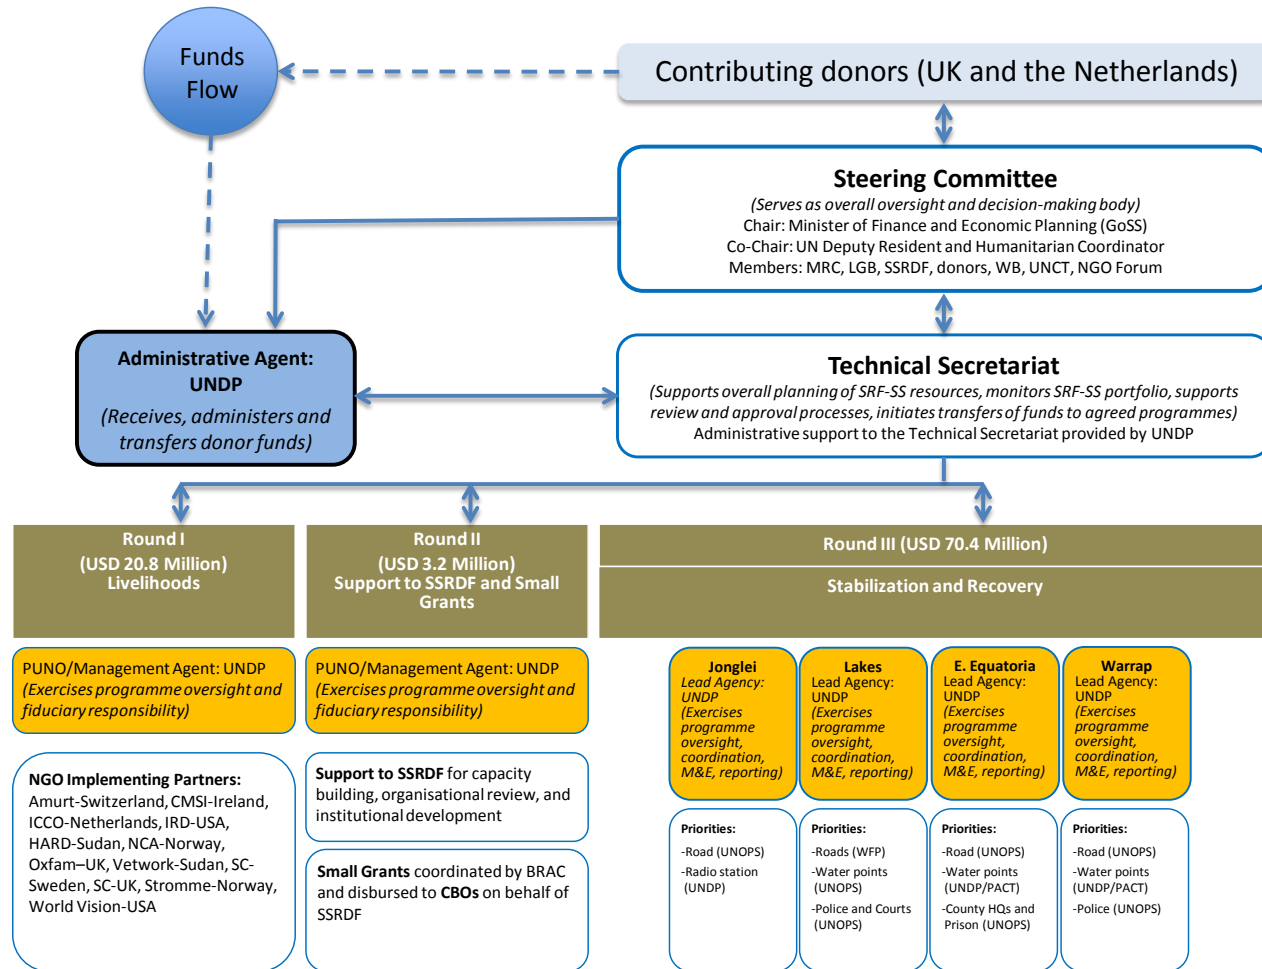 Funds
Flow
Contributing donors (UK and the Netherlands)
Steering Committee
(Serves as overall oversight and decision-making body)
Chair: Minister of Finance and Economic Planning (GoSS)
Co-Chair: UN Deputy Resident and Humanitarian Coordinator
Members: MRC, LGB, SSRDF, donors, WB, UNCT, NGO Forum
Administrative Agent:
UNDP
(Receives, administers and
transfers donor funds)
Technical Secretariat
(Supports overall planning of SRF-SS resources, monitors SRF-SS portfolio, supports
review and approval processes, initiates transfers of funds to agreed programmes)
Administrative support to the Technical Secretariat provided by UNDP
Round I
(USD 20.8 Million)
Livelihoods
Round II
(USD 3.2 Million)
Support to SSRDF and Small
Grants
Round III (USD 70.4 Million)
Stabilization and Recovery
PUNO/Management Agent: UNDP
(Exercises programme oversight and
fiduciary responsibility)
PUNO/Management Agent: UNDP
(Exercises programme oversight and
fiduciary responsibility)
Jonglei
Lead Agency:
UNDP
(Exercises
programme
oversight,
coordination,
M&E, reporting)
Lakes
Lead Agency:
UNDP
(Exercises
programme
oversight,
coordination,
M&E, reporting)
E. Equatoria
Lead Agency:
UNDP
(Exercises
programme
oversight,
coordination,
M&E, reporting)
Warrap
Lead Agency:
UNDP
(Exercises
programme
oversight,
coordination,
M&E, reporting)
NGO Implementing Partners:
Amurt-Switzerland, CMSI-Ireland,
ICCO-Netherlands, IRD-USA,
HARD-Sudan, NCA-Norway,
Oxfam–UK, Vetwork-Sudan, SC-
Sweden, SC-UK, Stromme-Norway,
World Vision-USA
Support to SSRDF for capacity
building, organisational review, and
institutional development
Small Grants coordinated by BRAC
and disbursed to CBOs on behalf of
SSRDF
Priorities:
-Road (UNOPS)
-Radio station
(UNDP)
Priorities:
-Roads (WFP)
-Water points
(UNOPS)
-Police and Courts
(UNOPS)
Priorities:
-Road (UNOPS)
-Water points
(UNDP/PACT)
-County HQs and
Prison (UNOPS)
Priorities:
-Road (UNOPS)
-Water points
(UNDP/PACT)
-Police (UNOPS)